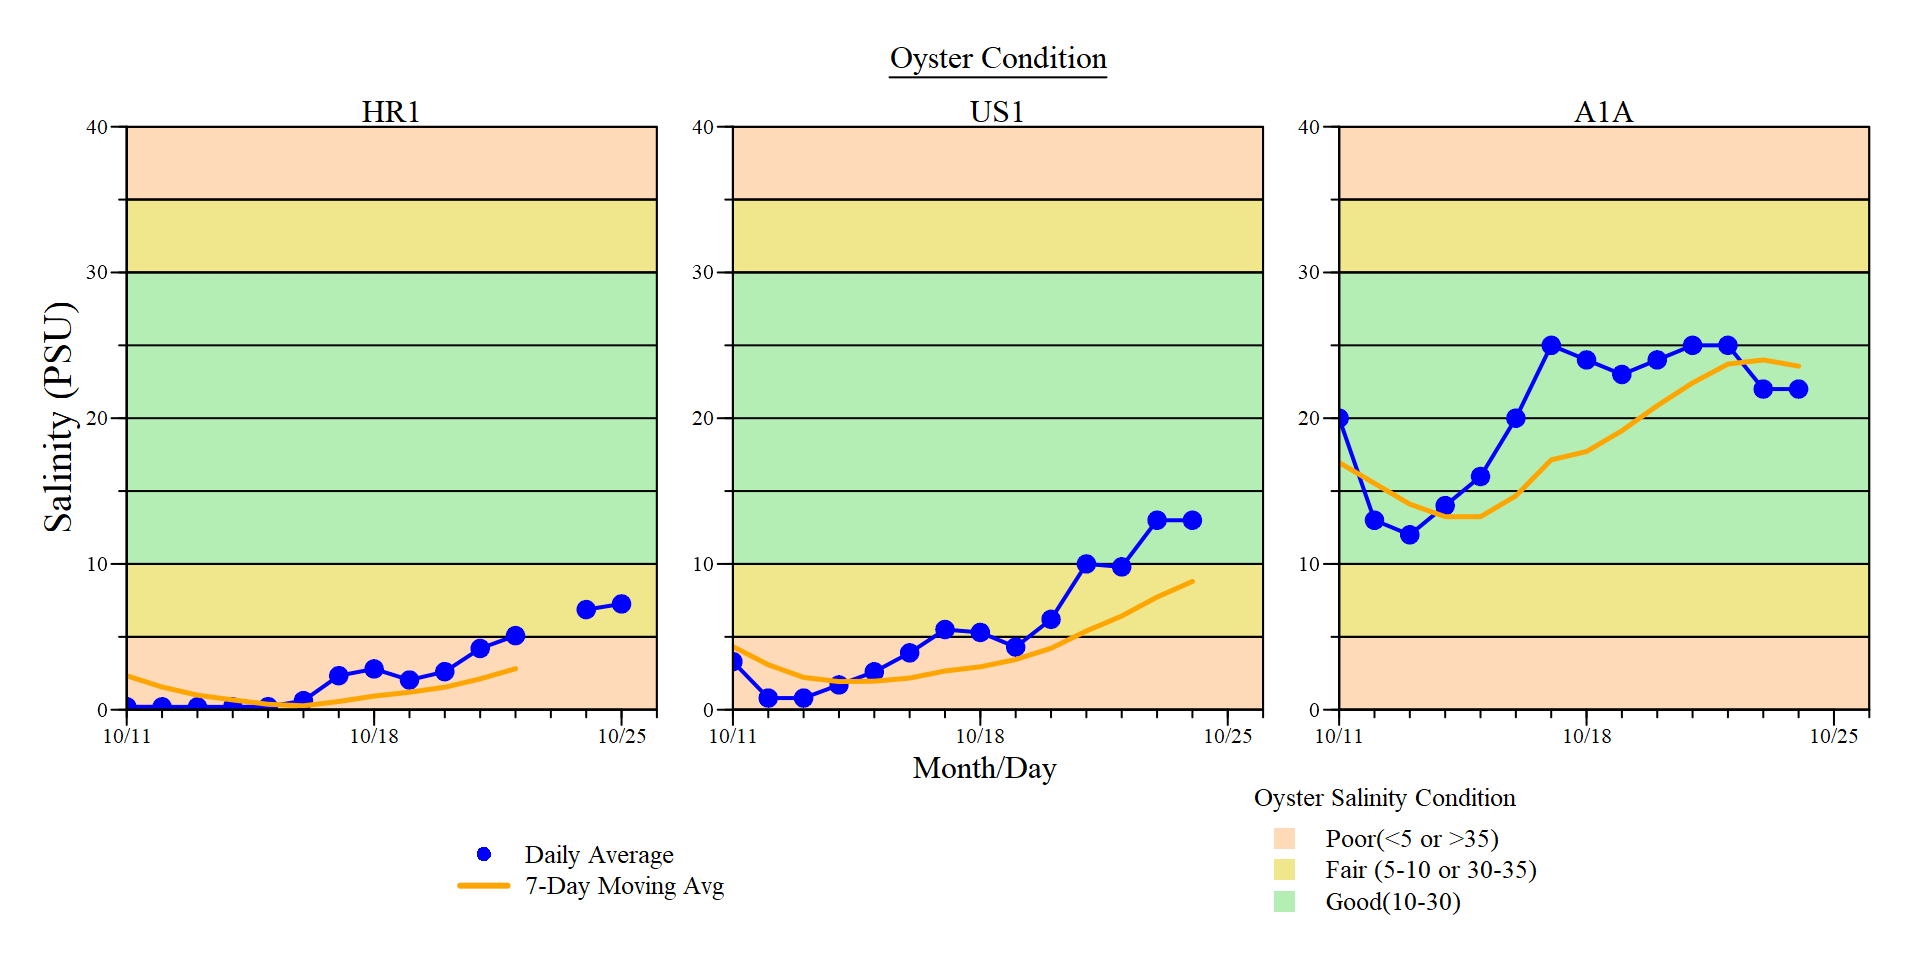 Oyster Condition
HR1
US1
A1A
40
30
20
10
0
40
30
20
10
0
40
30
20
10
0
Salinity (PSU)
10/11
10/18
10/25
10/11
10/18
10/25
10/11
10/18
10/25
Month/Day
Daily Average
7-Day Moving Avg
Oyster Salinity Condition
Poor(<5 or >35)
Fair (5-10 or 30-35)
Good(10-30)